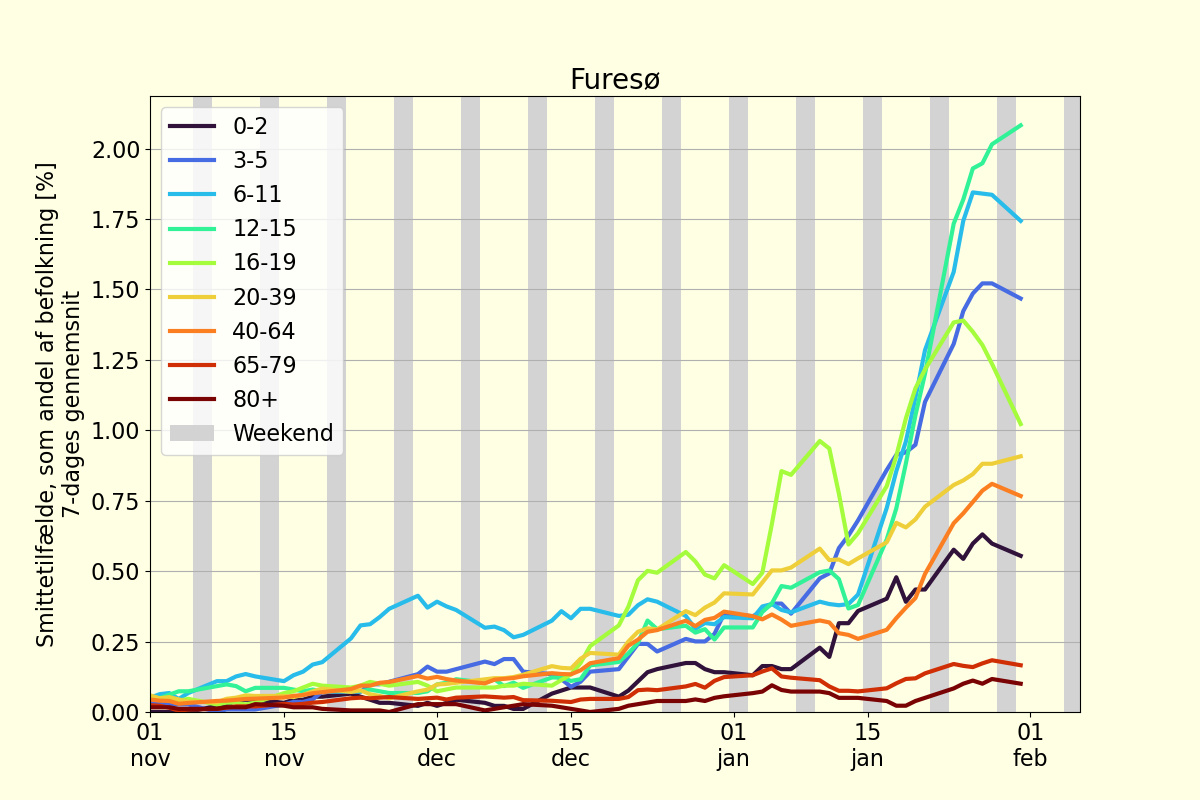 Furesø
Smittetilfælde, som andel af befolkning [%]
7-dages gennemsnit
2.00
1.75
1.50
1.25
1.00
0.75
0.50
0.25
0.00
0-2
3-5
6-11
12-15
16-19
20-39
40-64
65-79
80+
Weekend
01
nov
15
nov
01
dec
15
dec
01
jan
15
jan
01
feb